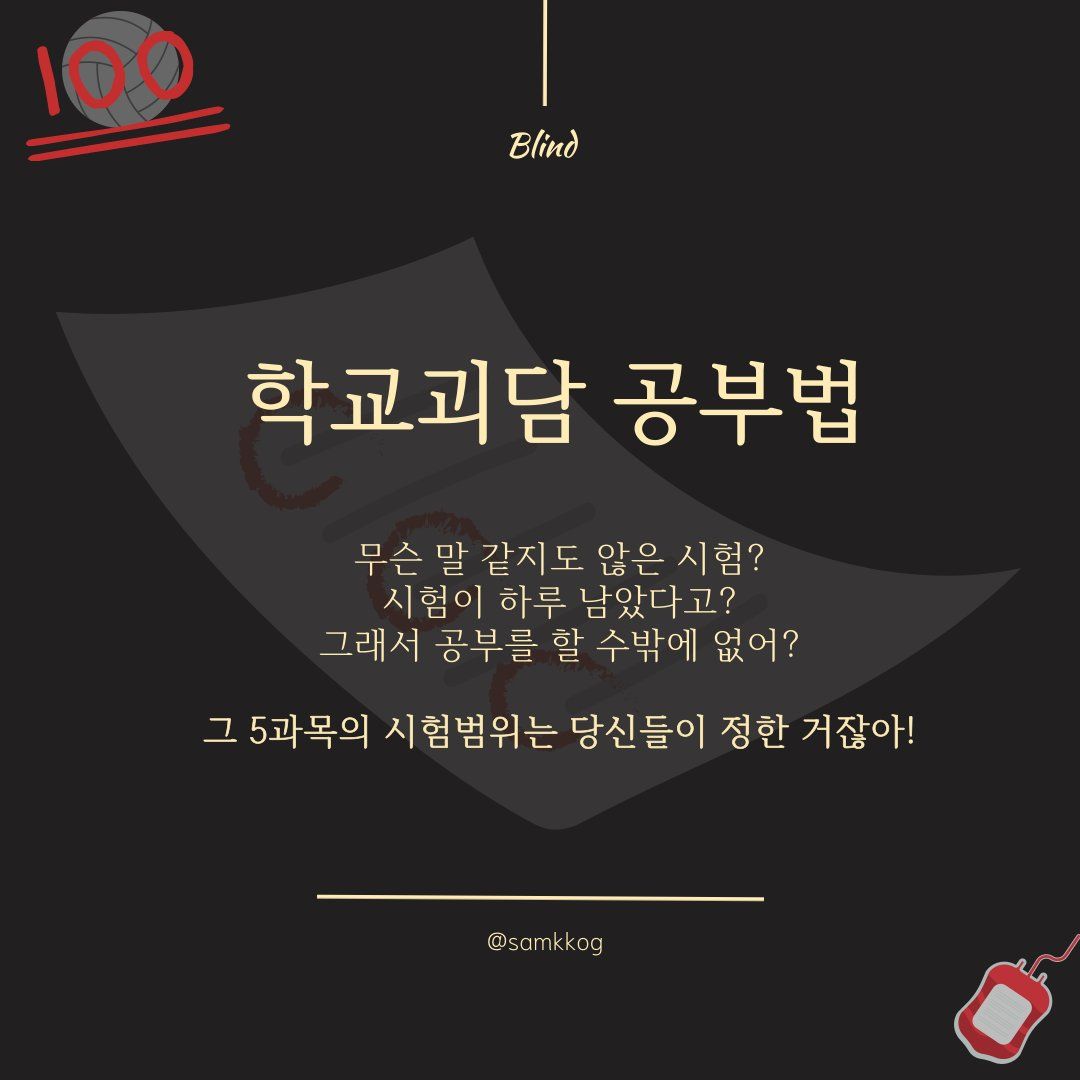 100
Blind
학교괴담 공부법
무슨 말 같지도 않은 시험?
시험이 하루 남았다고?
그래서 공부를 할 수밖에 없어?
그 5과목의 시험범위는 당신들이 정한 거잖아!
@samkkog